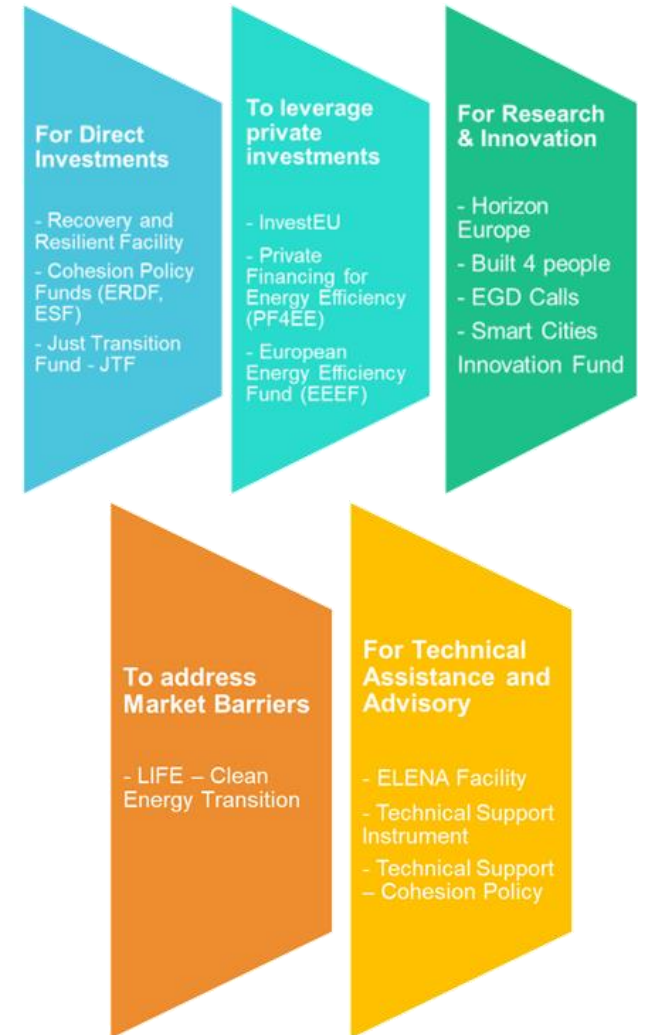 For Direct
Investments
- Recovery and
Resilient Facility
- Cohesion Policy
Funds (ERDF,
ESF)
- Just Transition
Fund - JTF
To leverage
private
investments
- InvestEU
- Private
Financing for
Energy Efficiency
(PF4EE)
- European
Energy Efficiency
Fund (EEEF)
For Research
& Innovation
- Horizon
Europe
- Built 4 people
- EGD Calls
- Smart Cities
Innovation Fund
To address
Market Barriers
- LIFE – Clean
Energy Transition
For Technical
Assistance and
Advisory
- ELENA Facility
- Technical Support
Instrument
- Technical Support
– Cohesion Policy